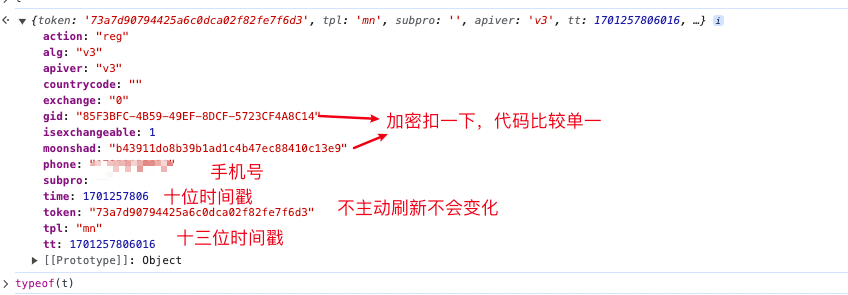 {token: '73a7d90794425a6c0dca02f82fe7f6d3', tpl: 'mn', subpro: '', apiver: 'v3', tt: 1701257806016, …}
action: "reg"
alg: "v3"
apiver: "v3"
countrycode: ""
exchange: "0"
gid: "85F3BFC-4B59-49EF-8DCF-5723CF4A8C14"
加密扣一下，代码比较单一
isexchangeable: 1
moonshad: "b43911do8b39b1ad1c4b47ec88410c13e9"
phone:
手机号
subpro:
time: 1701257806 十位时间戳
token: "73a7d90794425a6c0dca02f82fe7f6d3" 不主动刷新不会变化
tpl: "mn"
tt: 1701257806016 十三位时间戳
[[Prototype]]: Object
typeof(t)